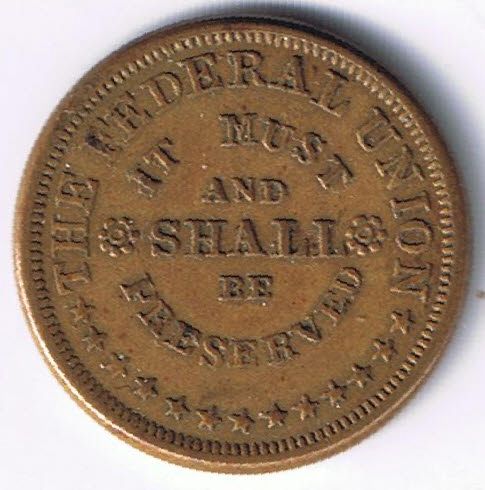 THE FEDERAL UNION
IT MUST
AND
SHALL
BE
PRESERVED